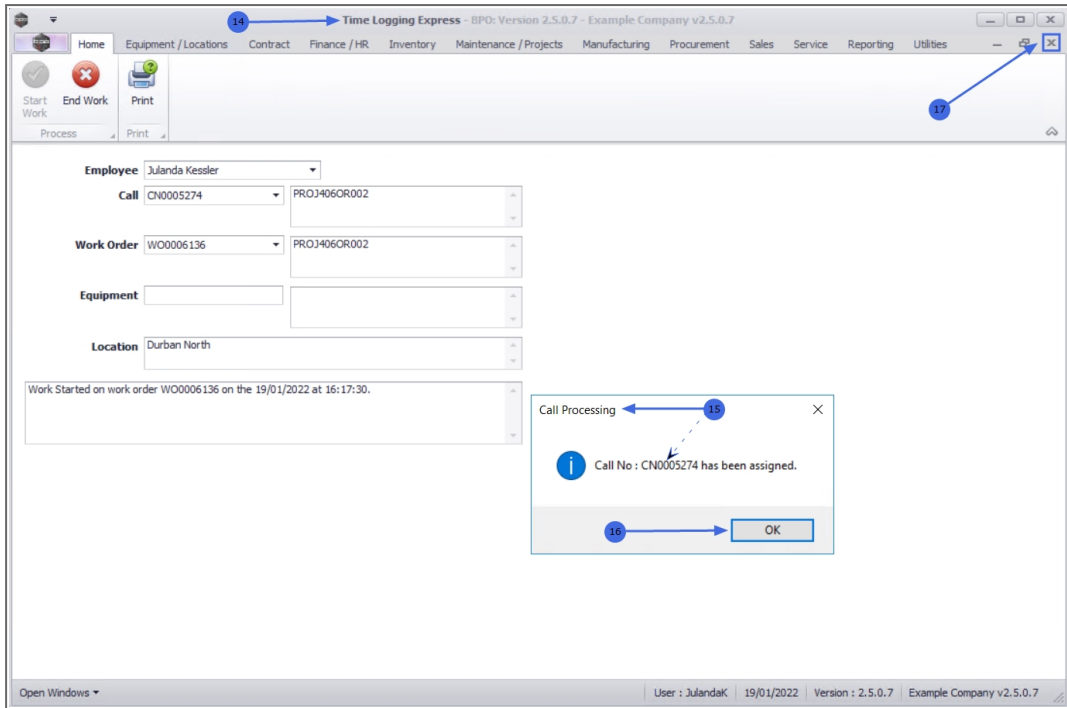 14
Time Logging Express - BPO: Version 2.5.0.7 - Example Company v2.5.0.7
Home Equipment / Locations Contract Finance / HR Inventory Maintenance / Projects Manufacturing Procurement Sales Service Reporting Utilities
Start Work
End Work
Print
17
Process
Print
Employee Julanda Kessler
Call CN0005274 PROJ406OR002
Work Order WO0006136 PROJ406OR002
Equipment
Location Durban North
Work Started on work order WO0006136 on the 19/01/2022 at 16:17:30.
Call Processing 15
Call No : CN0005274 has been assigned.
16 OK
Open Windows User : JulandaK 19/01/2022 Version : 2.5.0.7 Example Company v2.5.0.7